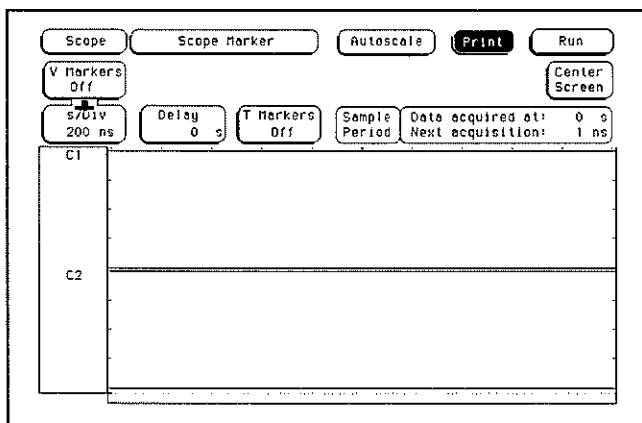 Scope Scope Marker Autoscale Print Run
V Markers
Off
Center
Screen
s/Div
200 ns
Delay
0 s
T Markers
Off
Sample
Period
Data acquired at: 0 s
Next acquisition: 1 ns
C1
C2